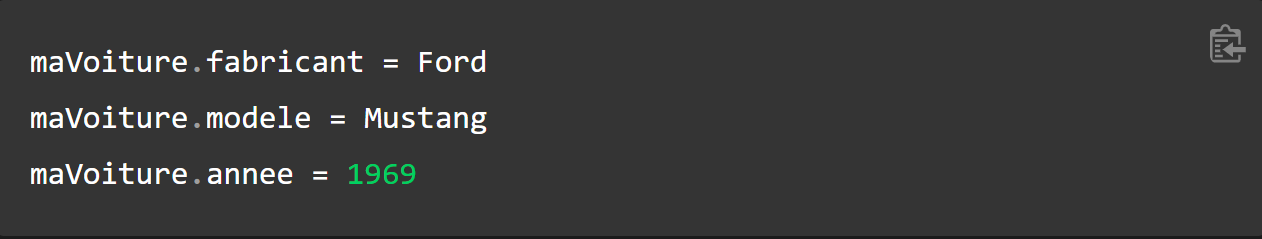 maVoiture.fabricant = Ford
maVoiture.modele = Mustang
maVoiture.annee = 1969